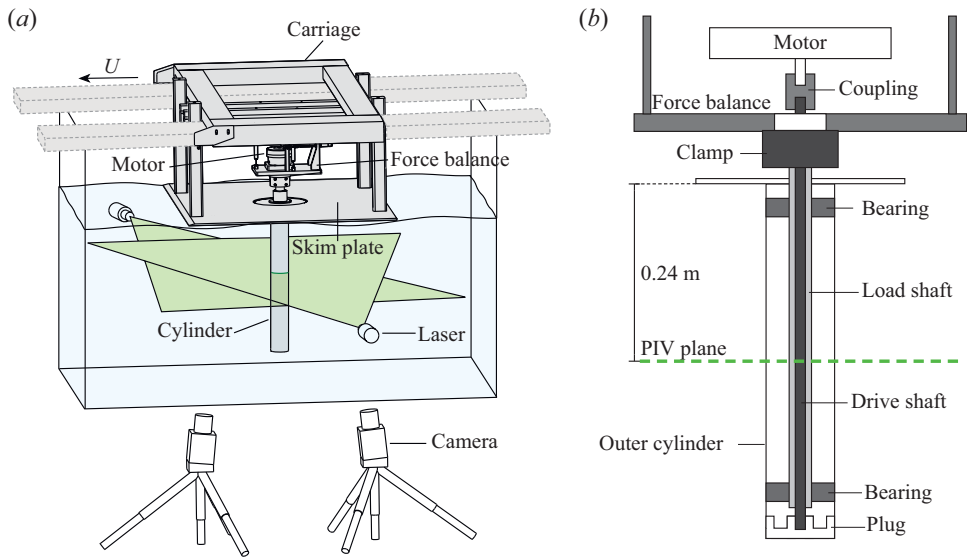 (a)
Carriage
U
Motor
Force balance
Skim plate
Cylinder
Laser
Camera
(b)
Motor
Coupling
Force balance
Clamp
Bearing
0.24 m
Load shaft
PIV plane
Drive shaft
Outer cylinder
Bearing
Plug